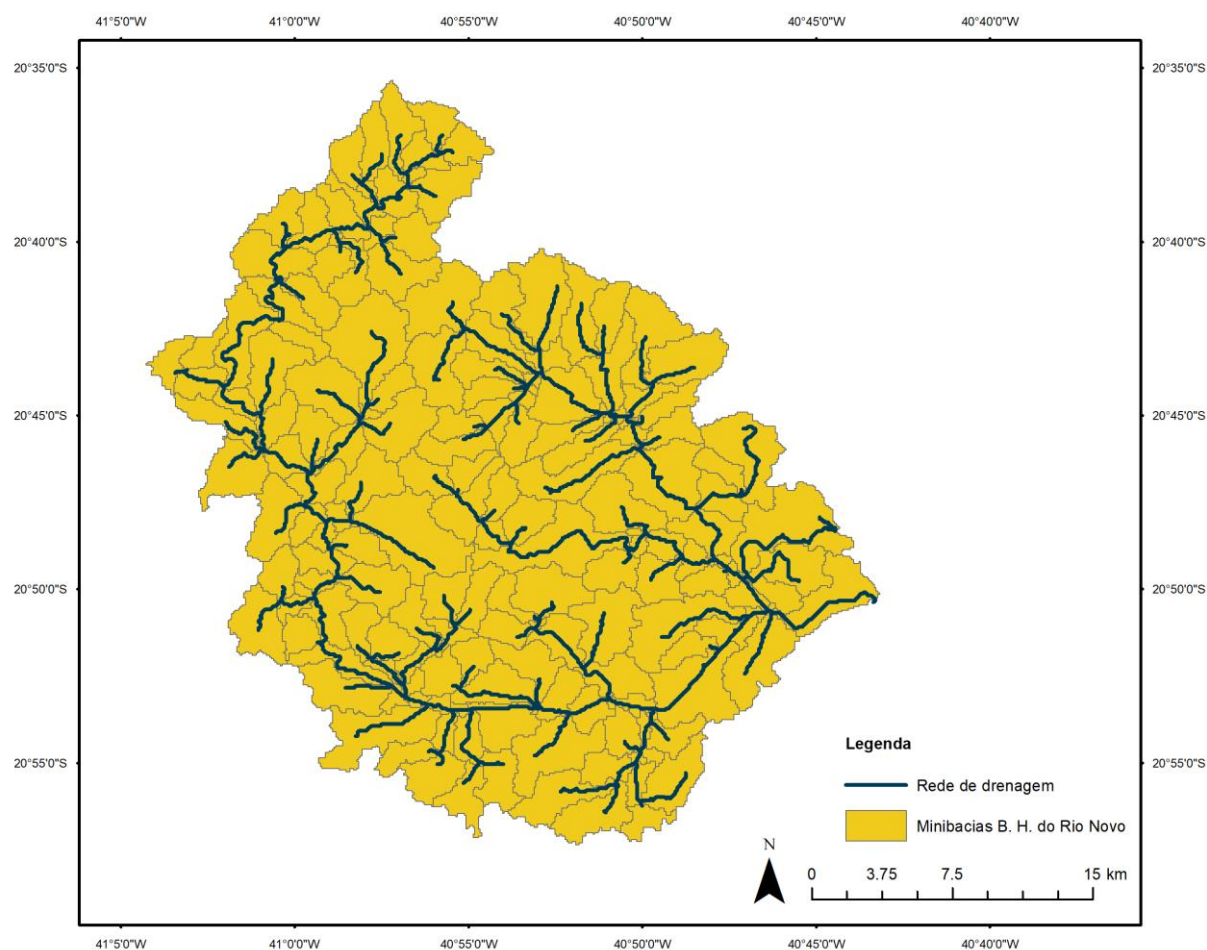 41°5'0"W 41°0'0"W 40°55'0"W 40°50'0"W 40°45'0"W 40°40'0"W
20°35'0"S 20°35'0"S
20°40'0"S 20°40'0"S
20°45'0"S 20°45'0"S
20°50'0"S 20°50'0"S
20°55'0"S 20°55'0"S
Legenda
Rede de drenagem
Minibacias B. H. do Rio Novo
N
0 3.75 7.5 15 km
41°5'0"W 41°0'0"W 40°55'0"W 40°50'0"W 40°45'0"W 40°40'0"W